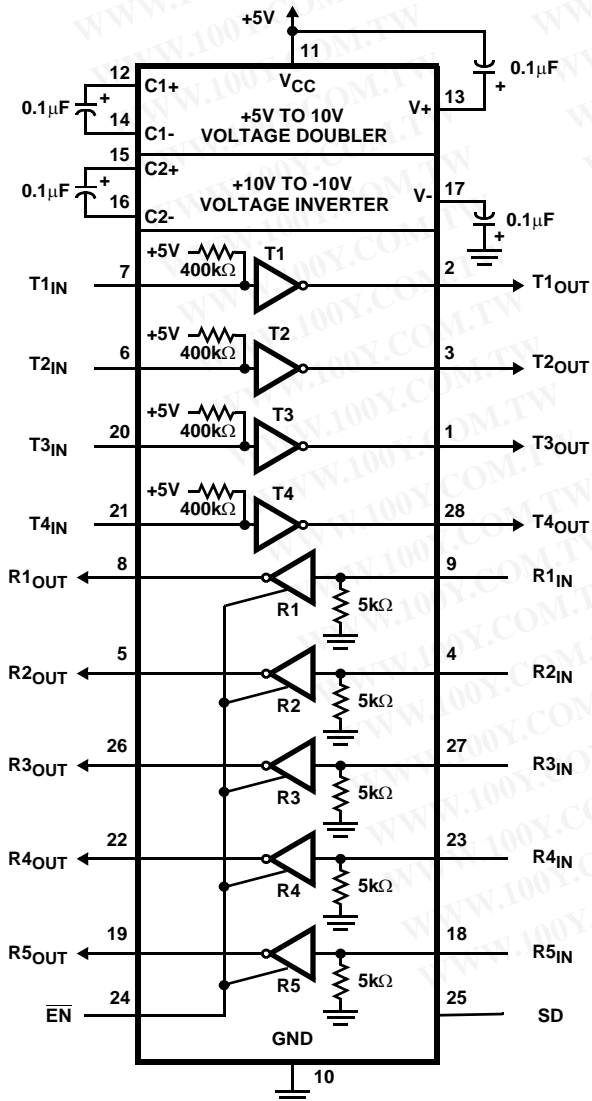 +5V
11
12
C1+
VCC
0.1μF
+
+
0.1μF
13
V+
14
C1-
+5V TO 10V
VOLTAGE DOUBLER
15
C2+
0.1μF
+
+10V TO -10V
VOLTAGE INVERTER
V-
17
16
C2-
0.1μF
+
+5V
400kΩ
T1
T1IN
7
2
T1OUT
+5V
400kΩ
T2
T2IN
6
3
T2OUT
+5V
400kΩ
T3
T3IN
20
1
T3OUT
+5V
400kΩ
T4
T4IN
21
28
T4OUT
R1OUT
8
9
R1IN
R1
5kΩ
R2OUT
5
4
R2IN
R2
5kΩ
R3OUT
26
27
R3IN
R3
5kΩ
R4OUT
22
23
R4IN
R4
5kΩ
R5OUT
19
18
R5IN
R5
5kΩ
E̅N̅
24
25
SD
GND
10
WWW.100Y.COM.TW